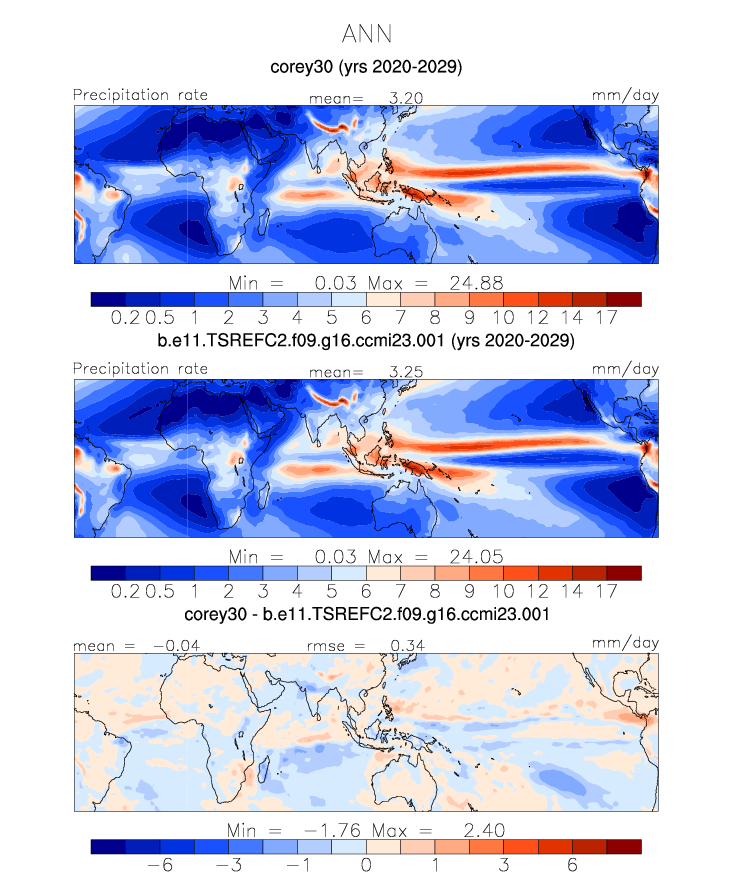 ANN
corey30 (yrs 2020-2029)
Precipitation rate mean= 3.20 mm/day
Min = 0.03 Max = 24.88
0.2 0.5 1 2 3 4 5 6 7 8 9 10 12 14 17
b.e11.TSREFC2.f09.g16.ccmi23.001 (yrs 2020-2029)
Precipitation rate mean= 3.25 mm/day
Min = 0.03 Max = 24.05
0.2 0.5 1 2 3 4 5 6 7 8 9 10 12 14 17
corey30 - b.e11.TSREFC2.f09.g16.ccmi23.001
mean = −0.04 rmse = 0.34 mm/day
Min = −1.76 Max = 2.40
−6 −3 −1 0 1 3 6